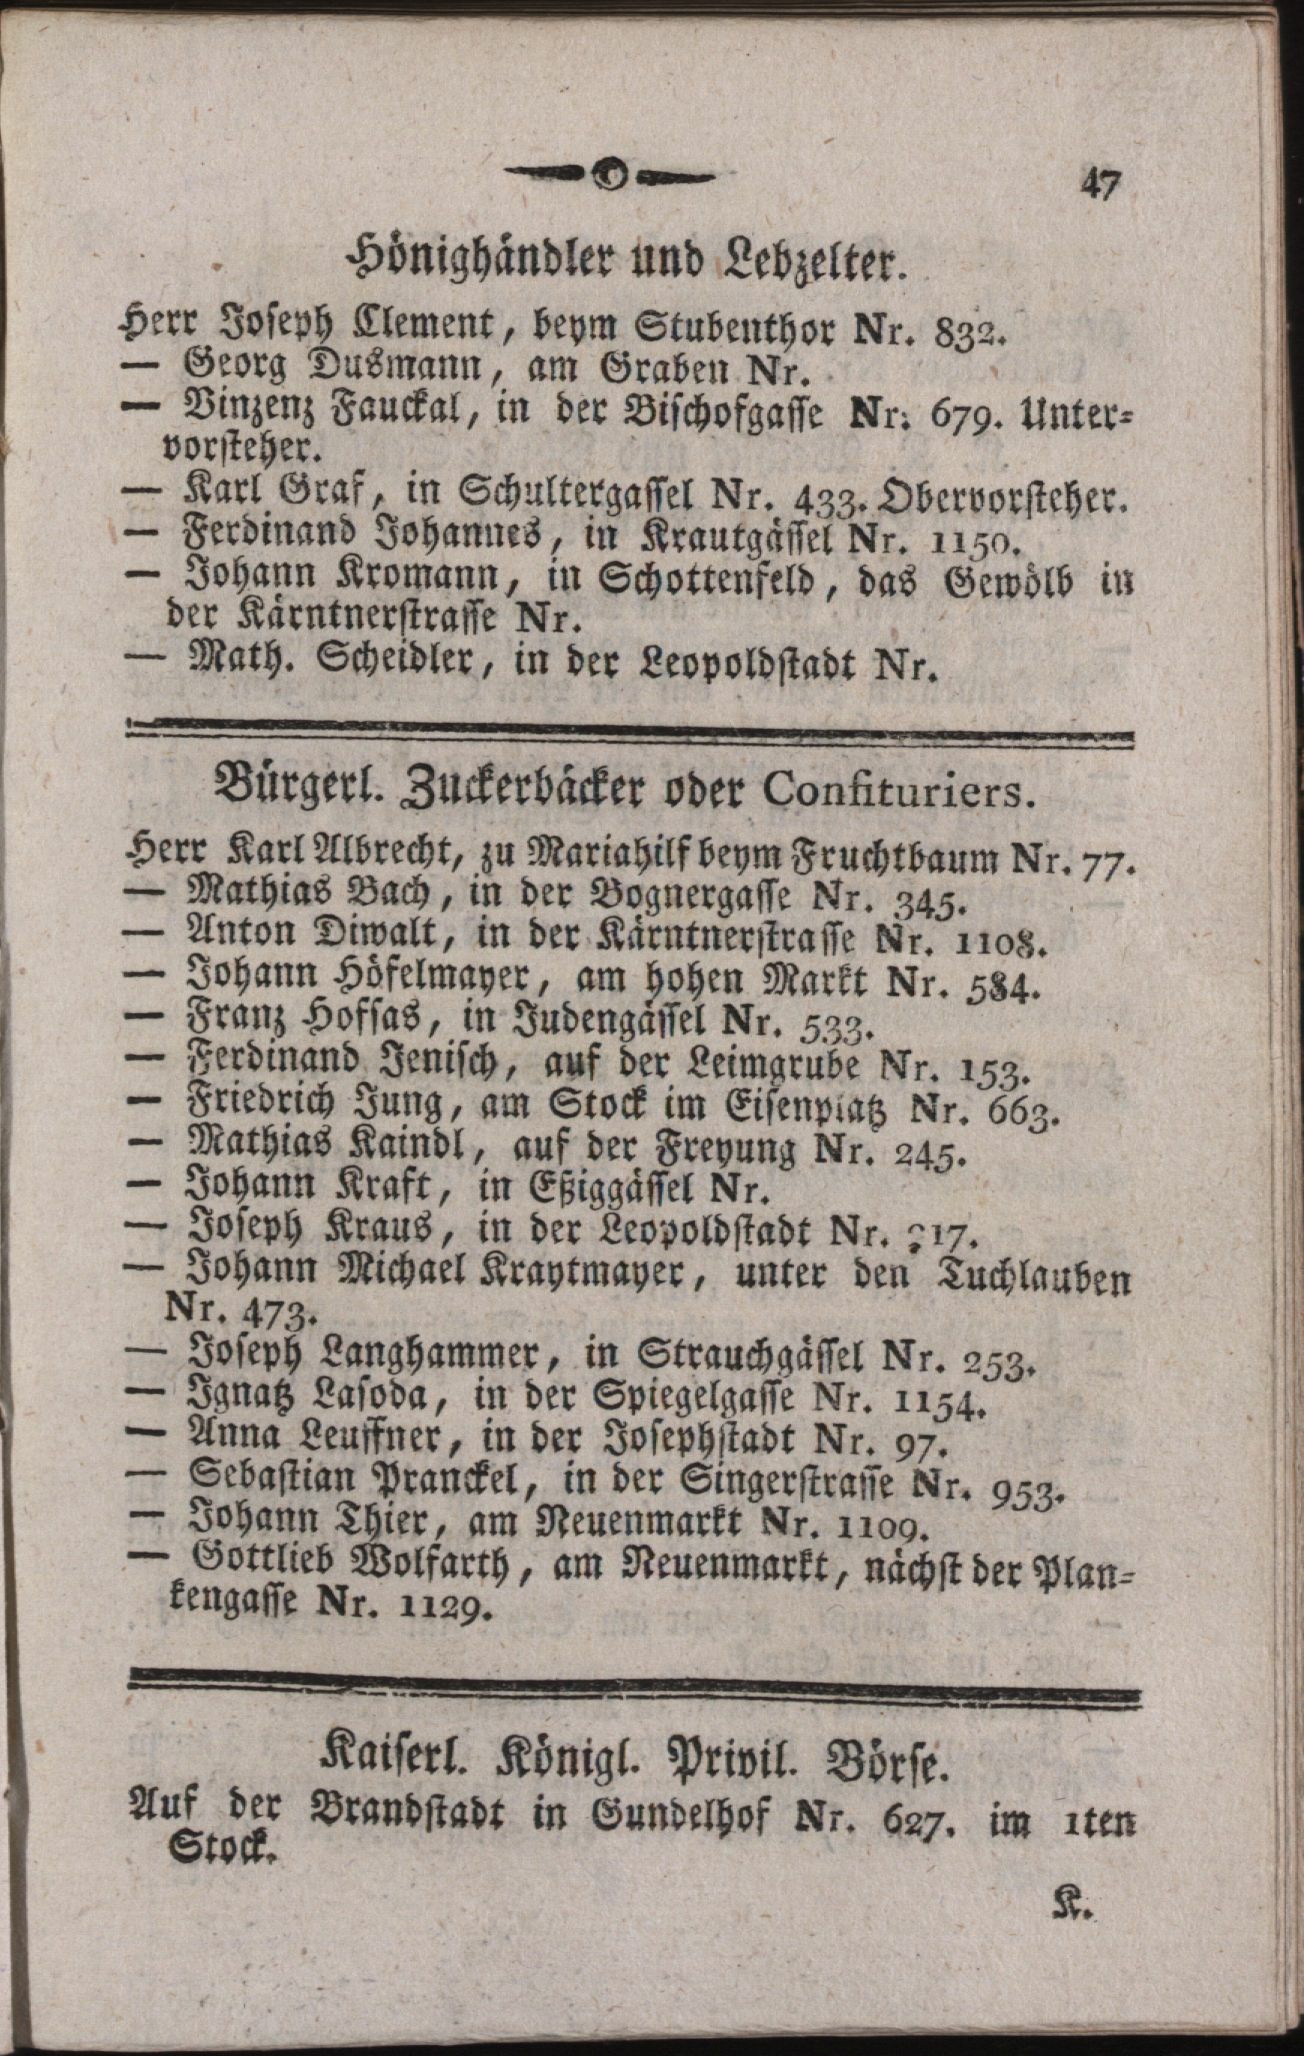 47
Hönighändler und Lebzelter.
Herr Joseph Clement, beym Stubenthor Nr. 832.
— Georg Dusmann, am Graben Nr.
— Vinzenz Fauckal, in der Bischofgasse Nr. 679. Unter=
vorsteher.
— Karl Graf, in Schultergassel Nr. 433. Obervorsteher.
— Ferdinand Johannes, in Krautgässel Nr. 1150.
— Johann Kromann, in Schottenfeld, das Gewölb in
der Kärntnerstrasse Nr.
— Math. Scheidler, in der Leopoldstadt Nr.
Bürgerl. Zuckerbäcker oder Confituriers.
Herr Karl Albrecht, zu Mariahilf beym Fruchtbaum Nr. 77.
— Mathias Bach, in der Bognergasse Nr. 345.
— Anton Diwalt, in der Kärntnerstrasse Nr. 1108.
— Johann Höfelmayer, am hohen Markt Nr. 584.
— Franz Hofsas, in Judengässel Nr. 533.
— Ferdinand Jenisch, auf der Leimgrube Nr. 153.
— Friedrich Jung, am Stock im Eisenplatz Nr. 663.
— Mathias Kaindl, auf der Freyung Nr. 245.
— Johann Kraft, in Eßiggässel Nr.
— Joseph Kraus, in der Leopoldstadt Nr.
— Johann Michael Kraytmayer, unter den Tuchlauben
Nr. 473.
— Joseph Langhammer, in Strauchgässel Nr. 253.
— Ignatz Lasoda, in der Spiegelgasse Nr. 1154.
— Anna Leuffner, in der Josephstadt Nr. 97.
— Sebastian Pranckel, in der Singerstrasse Nr. 953.
— Johann Thier, am Neuenmarkt Nr. 1109.
— Gottlieb Wolfarth, am Neuenmarkt, nächst der Plan=
kengasse Nr. 1129.
Kaiserl. Königl. Privil. Börse.
Auf der Brandstadt in Gundelhof Nr. 627. im 1ten
Stock.
K.